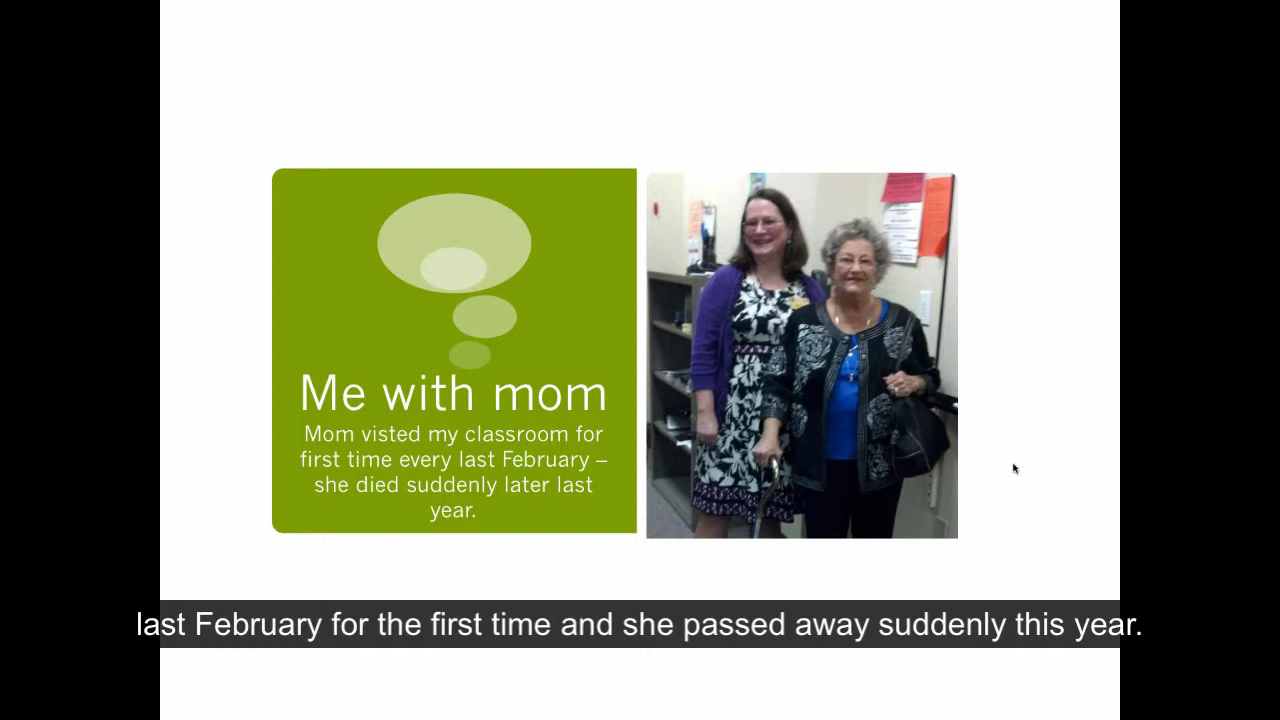 Me with mom
Mom visted my classroom for
first time every last February –
she died suddenly later last
year.
last February for the first time and she passed away suddenly this year.